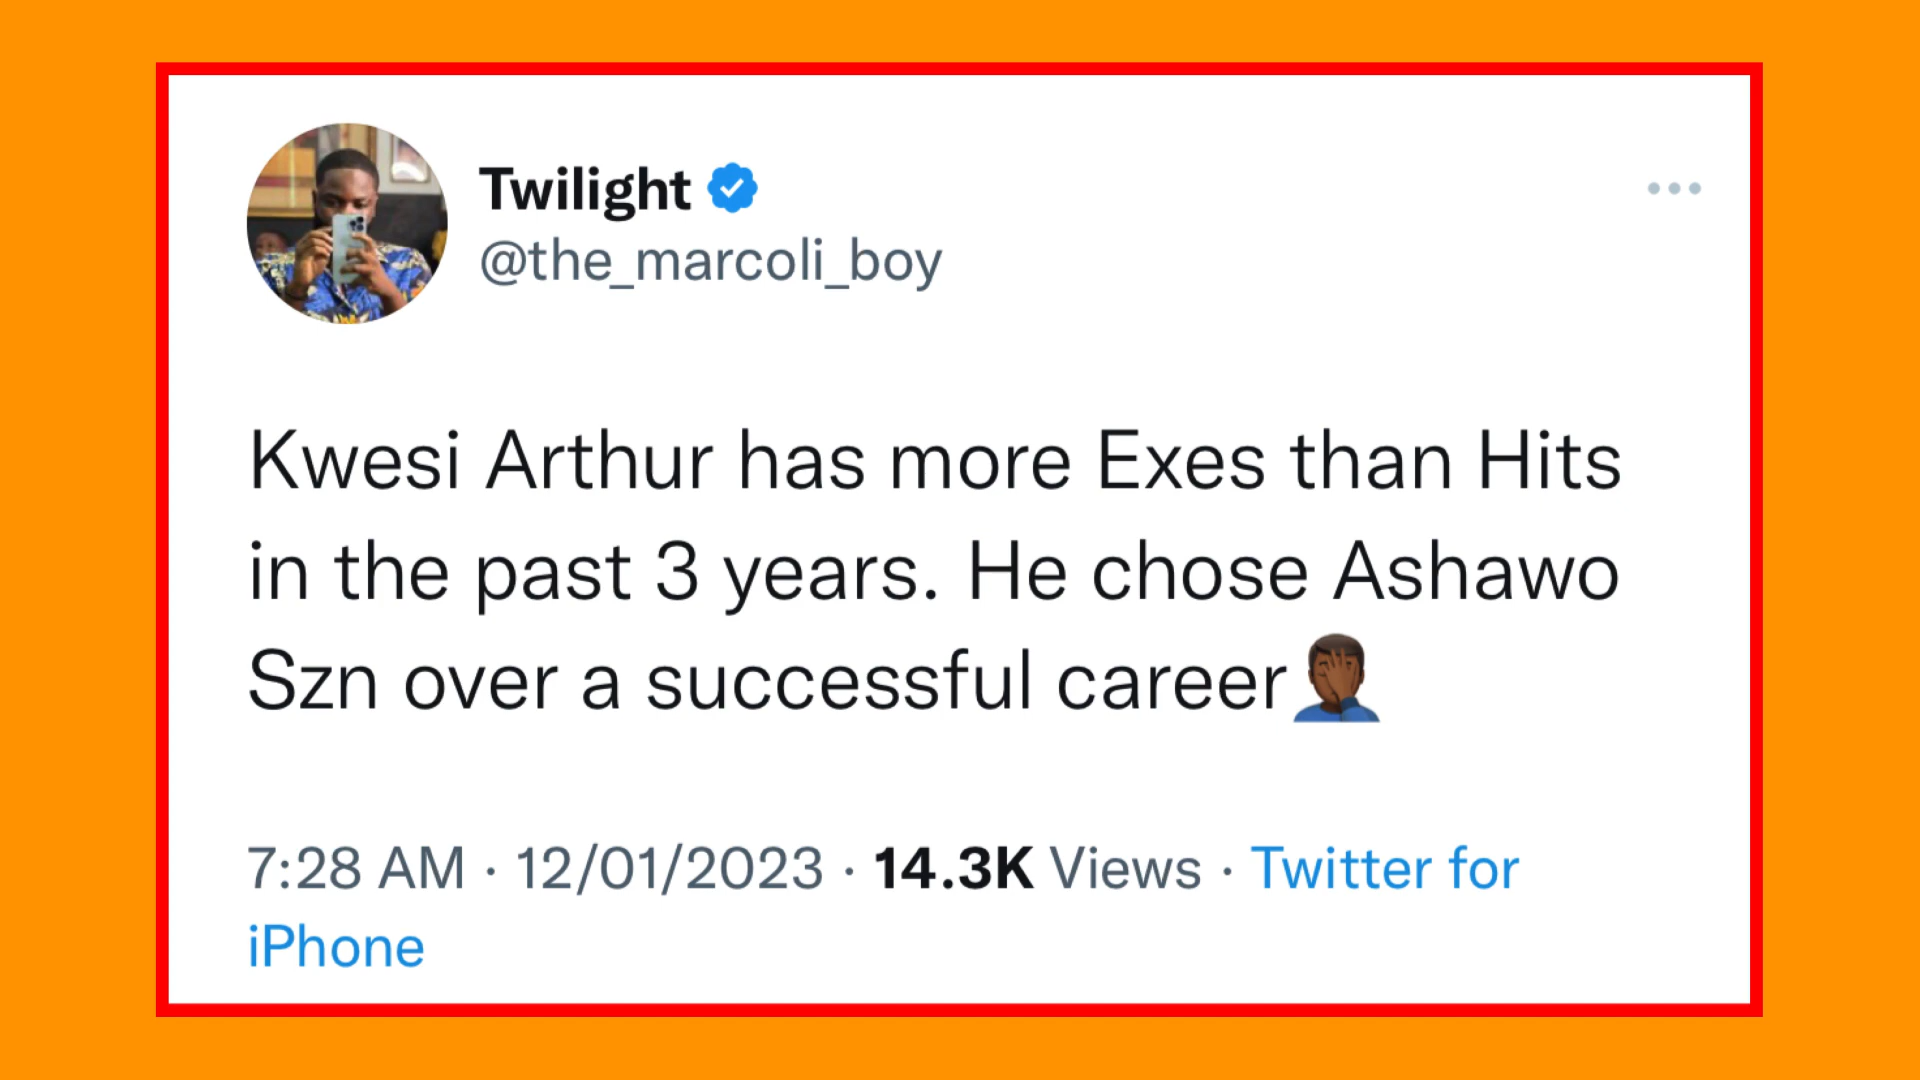 Twilight
@the_marcoli_boy
Kwesi Arthur has more Exes than Hits
in the past 3 years. He chose Ashawo
Szn over a successful career🤦🏿‍♂️
7:28 AM · 12/01/2023 · 14.3K Views · Twitter for
iPhone